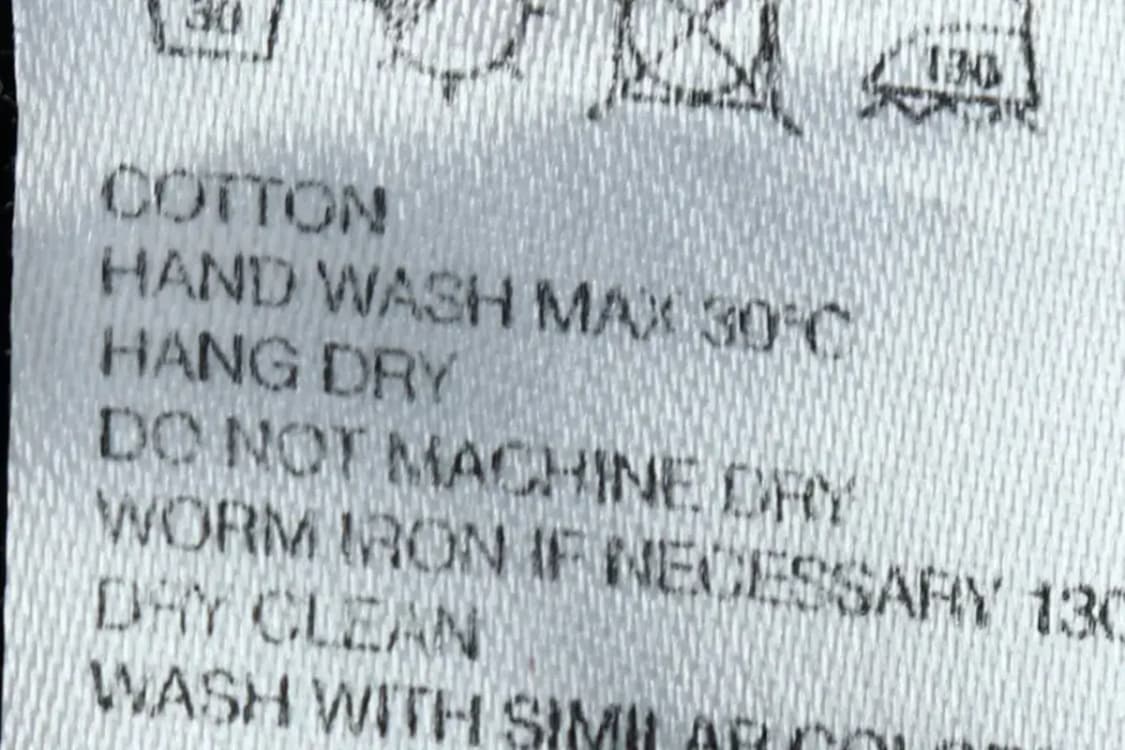 30 130
COTTON
HAND WASH MAX 30°C
HANG DRY
DO NOT MACHINE DRY
WORM IRON IF NECESSARY 130
DRY CLEAN
WASH WITH SIMILAR